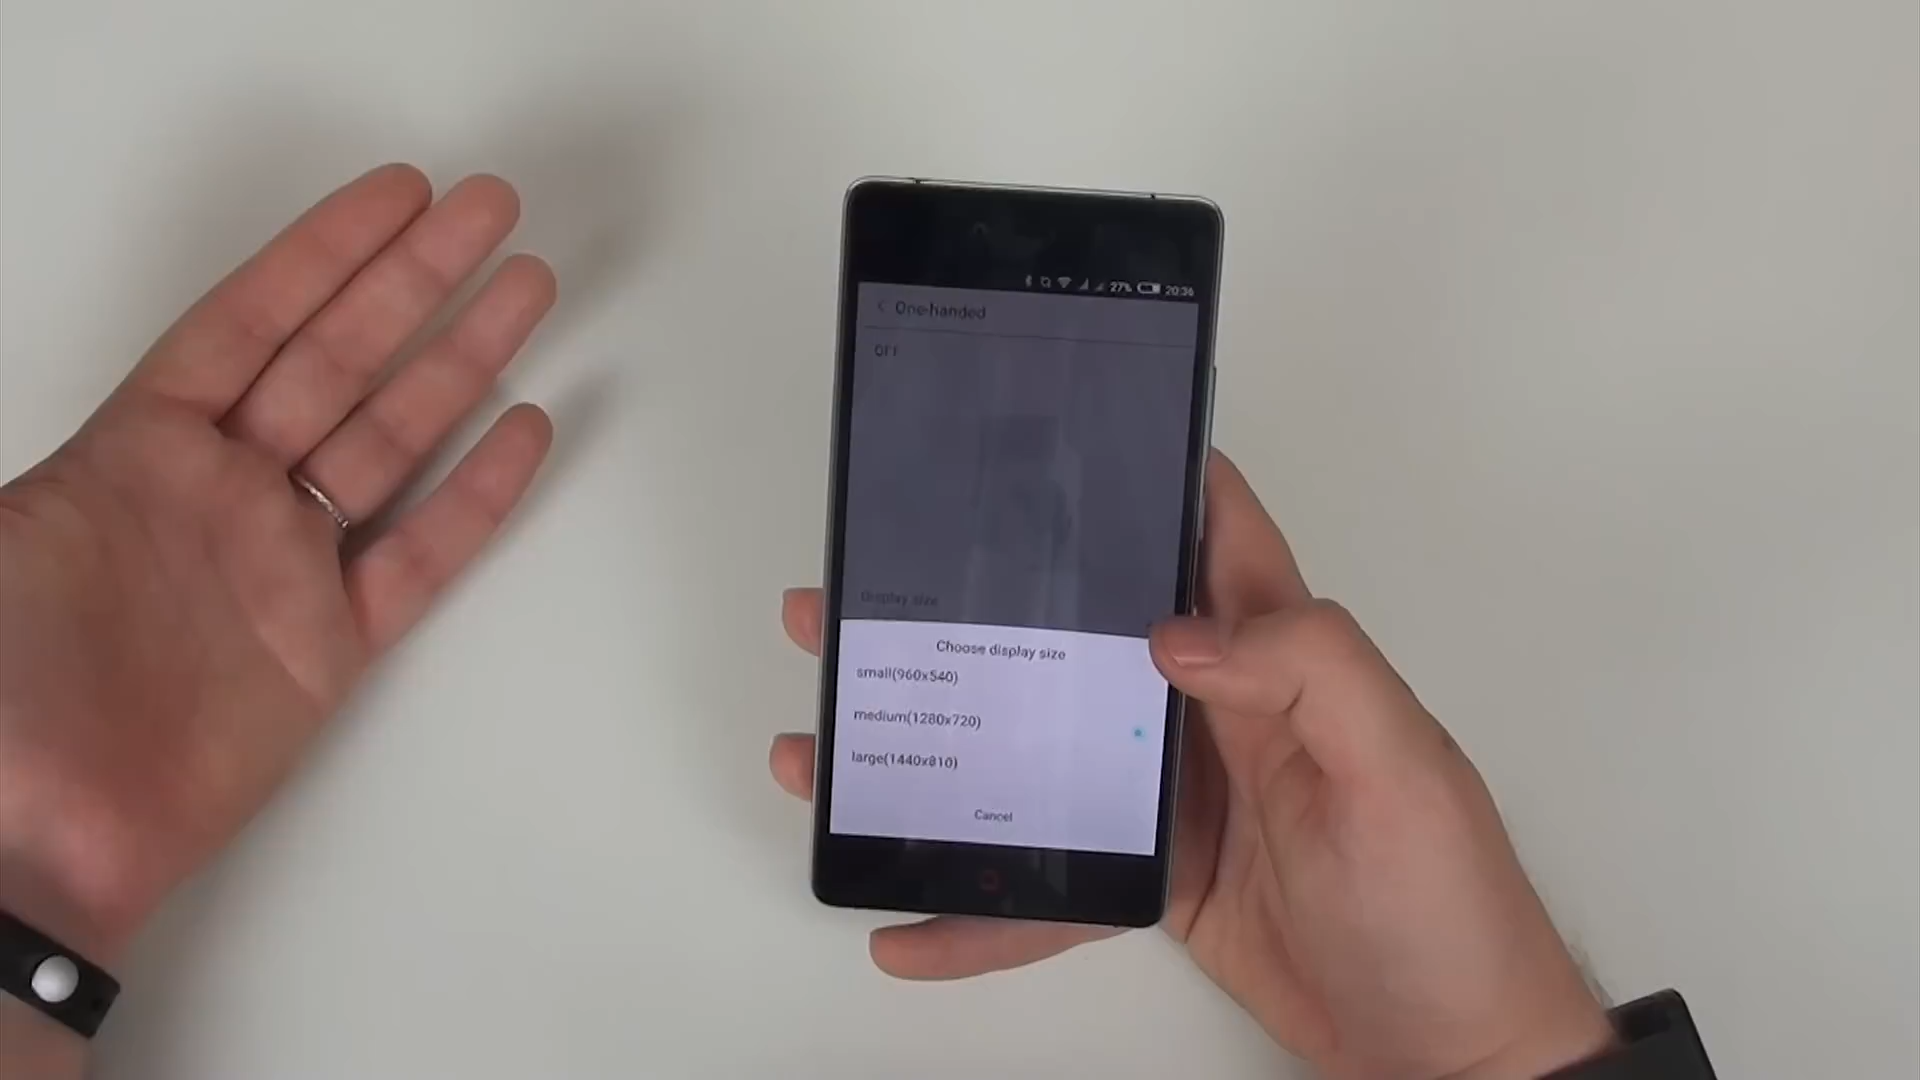 27% 20:36
One-handed
OFF
Display size
Choose display size
small(960x540)
medium(1280x720)
large(1440x810)
Cancel